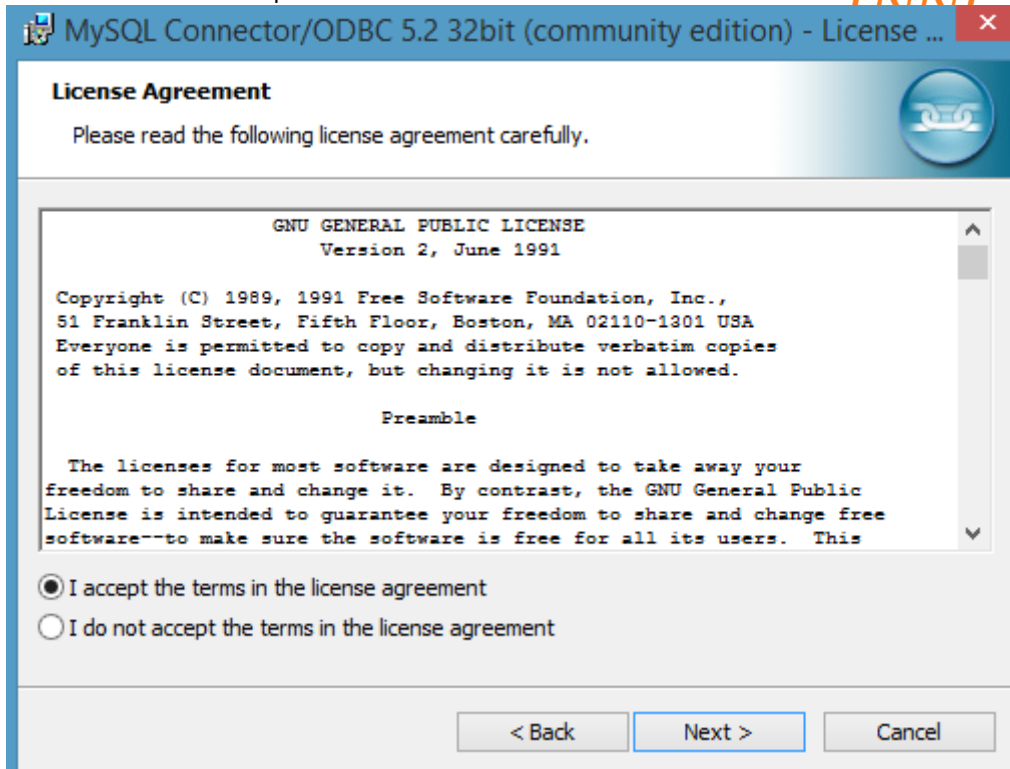 MySQL Connector/ODBC 5.2 32bit (community edition) - License ...
License Agreement
Please read the following license agreement carefully.
GNU GENERAL PUBLIC LICENSE
Version 2, June 1991
Copyright (C) 1989, 1991 Free Software Foundation, Inc.,
51 Franklin Street, Fifth Floor, Boston, MA 02110-1301 USA
Everyone is permitted to copy and distribute verbatim copies
of this license document, but changing it is not allowed.
Preamble
The licenses for most software are designed to take away your
freedom to share and change it.  By contrast, the GNU General Public
License is intended to guarantee your freedom to share and change free
software--to make sure the software is free for all its users.  This
I accept the terms in the license agreement
I do not accept the terms in the license agreement
< Back
Next >
Cancel